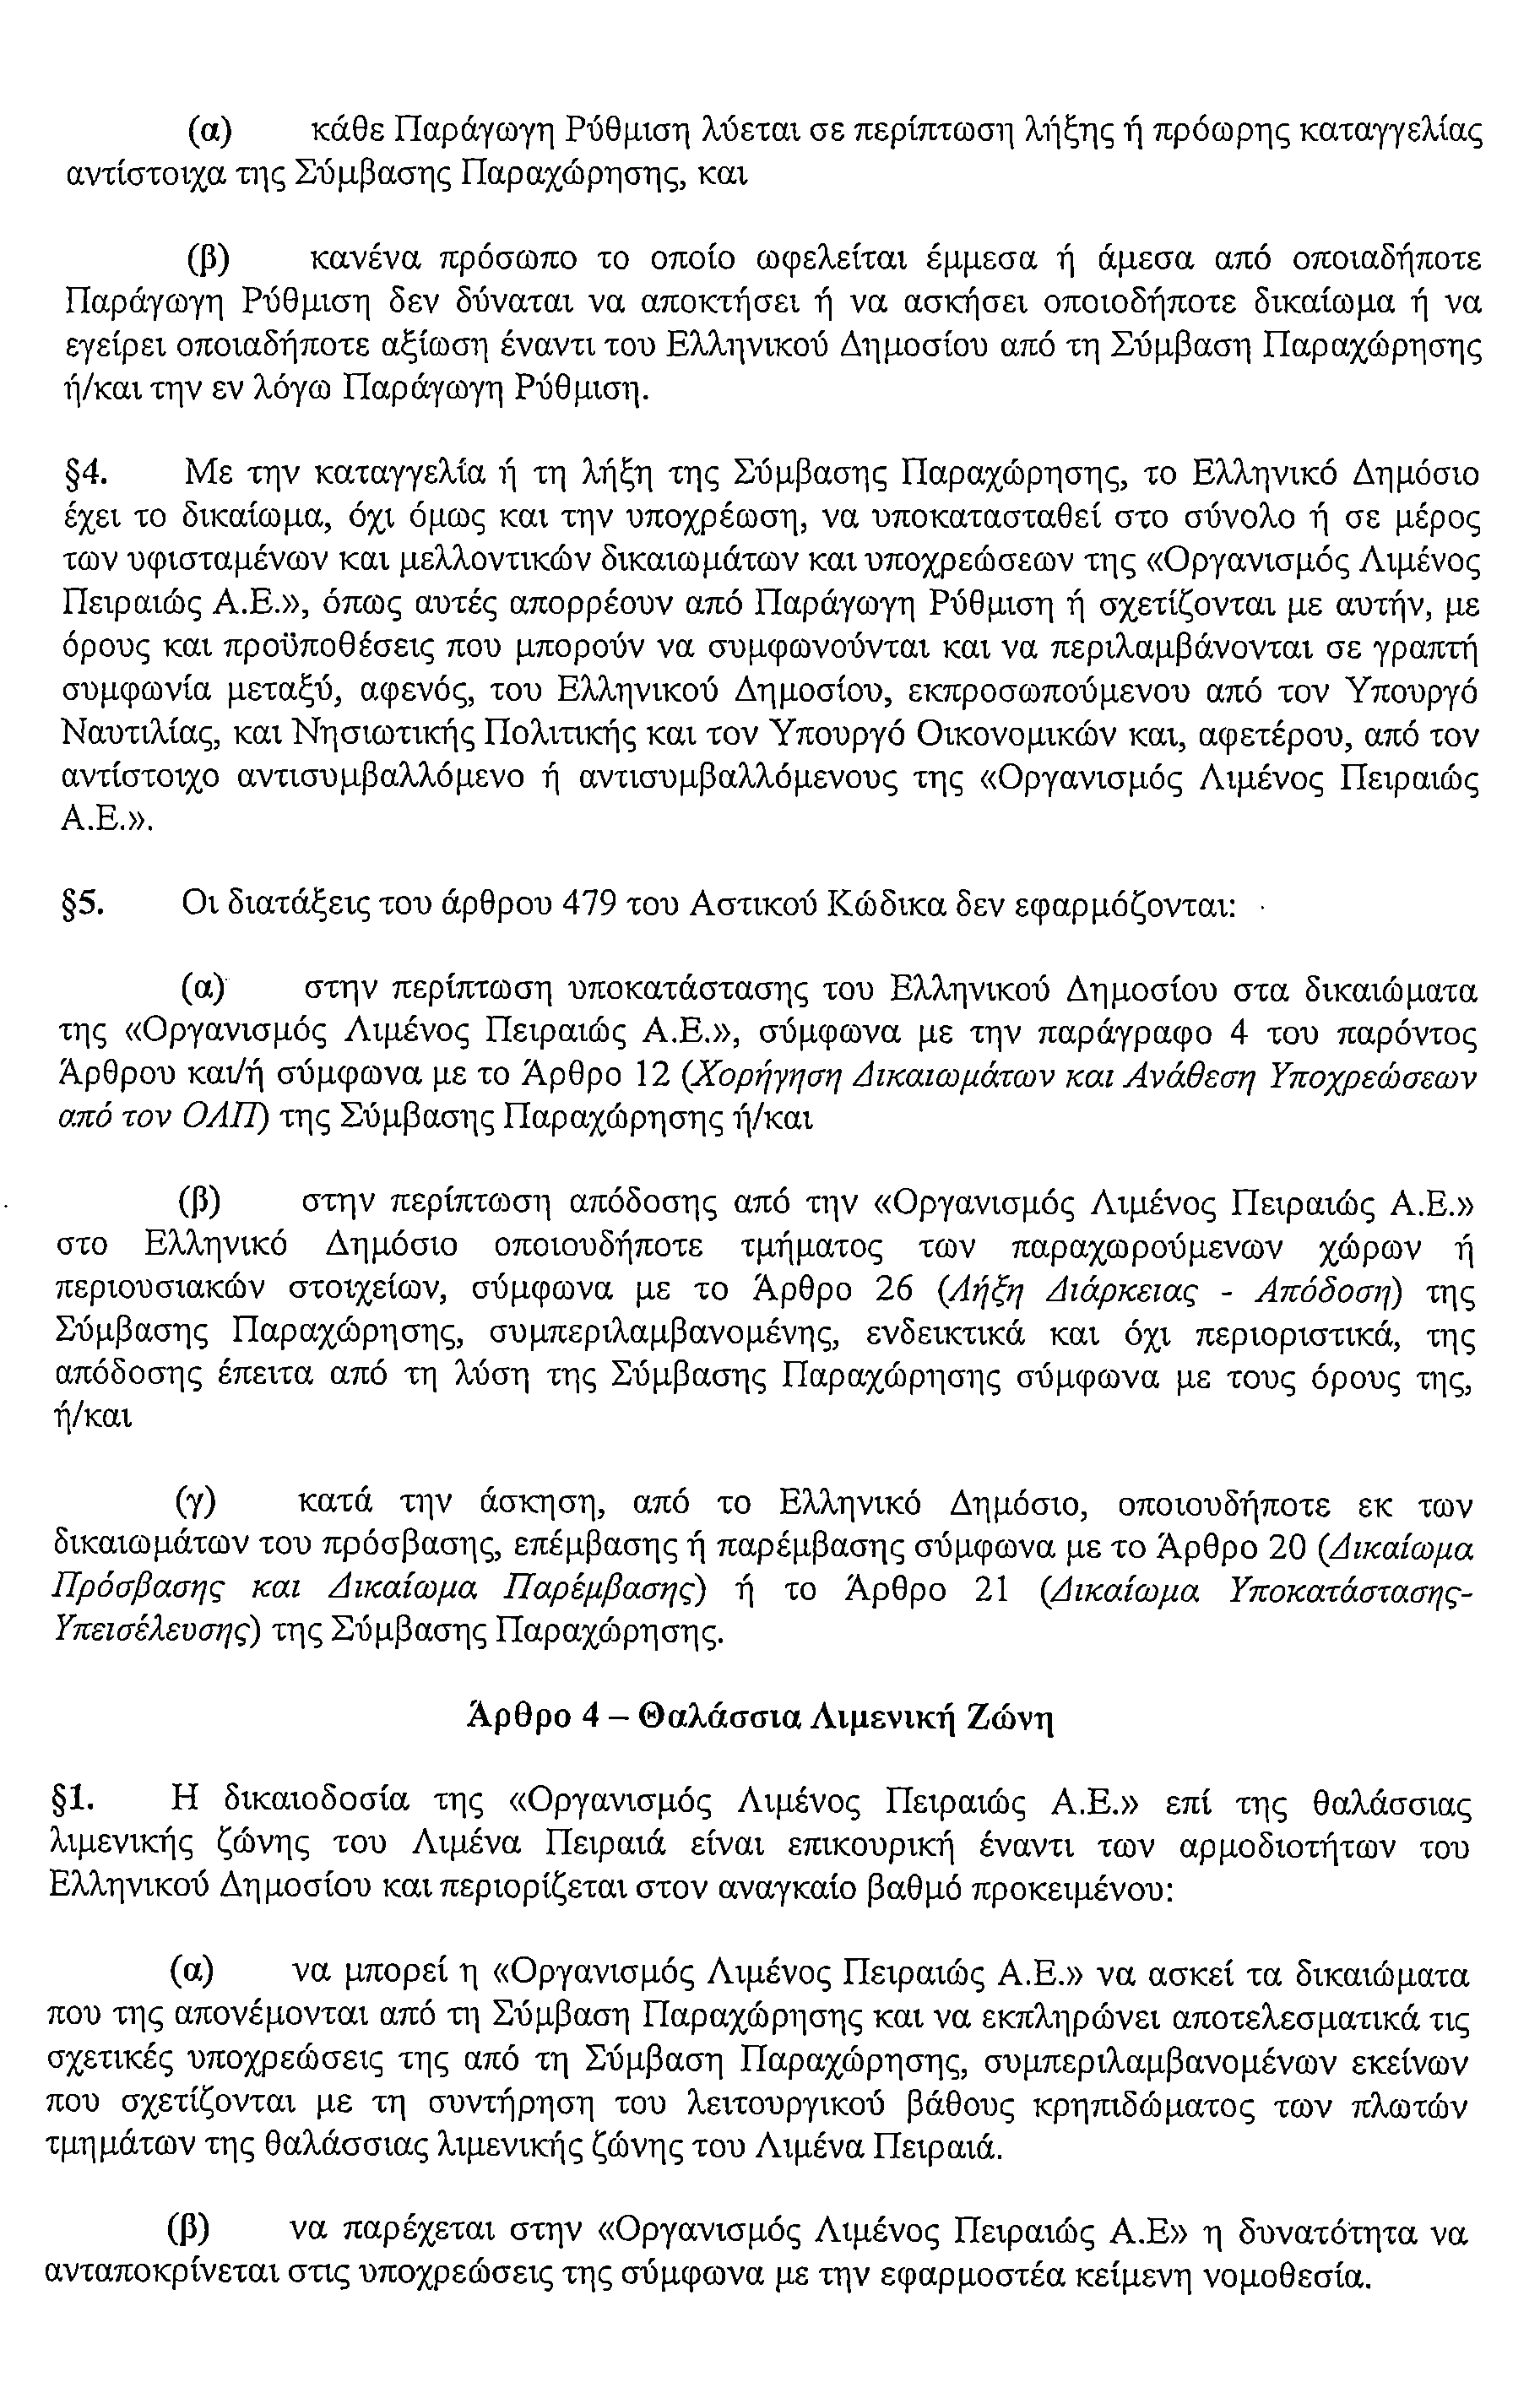 (α) κάθε Παράγωγη Ρύθμιση λύεται σε περίπτωση λήξης ή πρόωρης καταγγελίας
αντίστοιχα της Σύμβασης Παραχώρησης, και
(β) κανένα πρόσωπο το οποίο ωφελείται έμμεσα ή άμεσα από οποιαδήποτε
Παράγωγη Ρύθμιση δεν δύναται να αποκτήσει ή να ασκήσει οποιοδήποτε δικαίωμα ή να
εγείρει οποιαδήποτε αξίωση έναντι του Ελληνικού Δημοσίου από τη Σύμβαση Παραχώρησης
ή/και την εν λόγω Παράγωγη Ρύθμιση.
§4. Με την καταγγελία ή τη λήξη της Σύμβασης Παραχώρησης, το Ελληνικό Δημόσιο
έχει το δικαίωμα, όχι όμως και την υποχρέωση, να υποκατασταθεί στο σύνολο ή σε μέρος
των υφισταμένων και μελλοντικών δικαιωμάτων και υποχρεώσεων της «Οργανισμός Λιμένος
Πειραιώς Α.Ε.», όπως αυτές απορρέουν από Παράγωγη Ρύθμιση ή σχετίζονται με αυτήν, με
όρους και προϋποθέσεις που μπορούν να συμφωνούνται και να περιλαμβάνονται σε γραπτή
συμφωνία μεταξύ, αφενός, του Ελληνικού Δημοσίου, εκπροσωπούμενου από τον Υπουργό
Ναυτιλίας, και Νησιωτικής Πολιτικής και τον Υπουργό Οικονομικών και, αφετέρου, από τον
αντίστοιχο αντισυμβαλλόμενο ή αντισυμβαλλόμενους της «Οργανισμός Λιμένος Πειραιώς
Α.Ε.».
§5. Οι διατάξεις του άρθρου 479 του Αστικού Κώδικα δεν εφαρμόζονται:
(α) στην περίπτωση υποκατάστασης του Ελληνικού Δημοσίου στα δικαιώματα
της «Οργανισμός Λιμένος Πειραιώς Α.Ε.», σύμφωνα με την παράγραφο 4 του παρόντος
Άρθρου και/ή σύμφωνα με το Άρθρο 12 (Χορήγηση Δικαιωμάτων και Ανάθεση Υποχρεώσεων
από τον ΟΛΠ) της Σύμβασης Παραχώρησης ή/και
(β) στην περίπτωση απόδοσης από την «Οργανισμός Λιμένος Πειραιώς Α.Ε.»
στο Ελληνικό Δημόσιο οποιουδήποτε τμήματος των παραχωρούμενων χώρων ή
περιουσιακών στοιχείων, σύμφωνα με το Άρθρο 26 (Λήξη Διάρκειας - Απόδοση) της
Σύμβασης Παραχώρησης, συμπεριλαμβανομένης, ενδεικτικά και όχι περιοριστικά, της
απόδοσης έπειτα από τη λύση της Σύμβασης Παραχώρησης σύμφωνα με τους όρους της,
ή/και
(γ) κατά την άσκηση, από το Ελληνικό Δημόσιο, οποιουδήποτε εκ των
δικαιωμάτων του πρόσβασης, επέμβασης ή παρέμβασης σύμφωνα με το Άρθρο 20 (Δικαίωμα
Πρόσβασης και Δικαίωμα Παρέμβασης) ή το Άρθρο 21 (Δικαίωμα Υποκατάστασης-
Υπεισέλευσης) της Σύμβασης Παραχώρησης.
Άρθρο 4 – Θαλάσσια Λιμενική Ζώνη
§1. Η δικαιοδοσία της «Οργανισμός Λιμένος Πειραιώς Α.Ε.» επί της θαλάσσιας
λιμενικής ζώνης του Λιμένα Πειραιά είναι επικουρική έναντι των αρμοδιοτήτων του
Ελληνικού Δημοσίου και περιορίζεται στον αναγκαίο βαθμό προκειμένου:
(α) να μπορεί η «Οργανισμός Λιμένος Πειραιώς Α.Ε.» να ασκεί τα δικαιώματα
που της απονέμονται από τη Σύμβαση Παραχώρησης και να εκπληρώνει αποτελεσματικά τις
σχετικές υποχρεώσεις της από τη Σύμβαση Παραχώρησης, συμπεριλαμβανομένων εκείνων
που σχετίζονται με τη συντήρηση του λειτουργικού βάθους κρηπιδώματος των πλωτών
τμημάτων της θαλάσσιας λιμενικής ζώνης του Λιμένα Πειραιά.
(β) να παρέχεται στην «Οργανισμός Λιμένος Πειραιώς Α.Ε» η δυνατότητα να
ανταποκρίνεται στις υποχρεώσεις της σύμφωνα με την εφαρμοστέα κείμενη νομοθεσία.